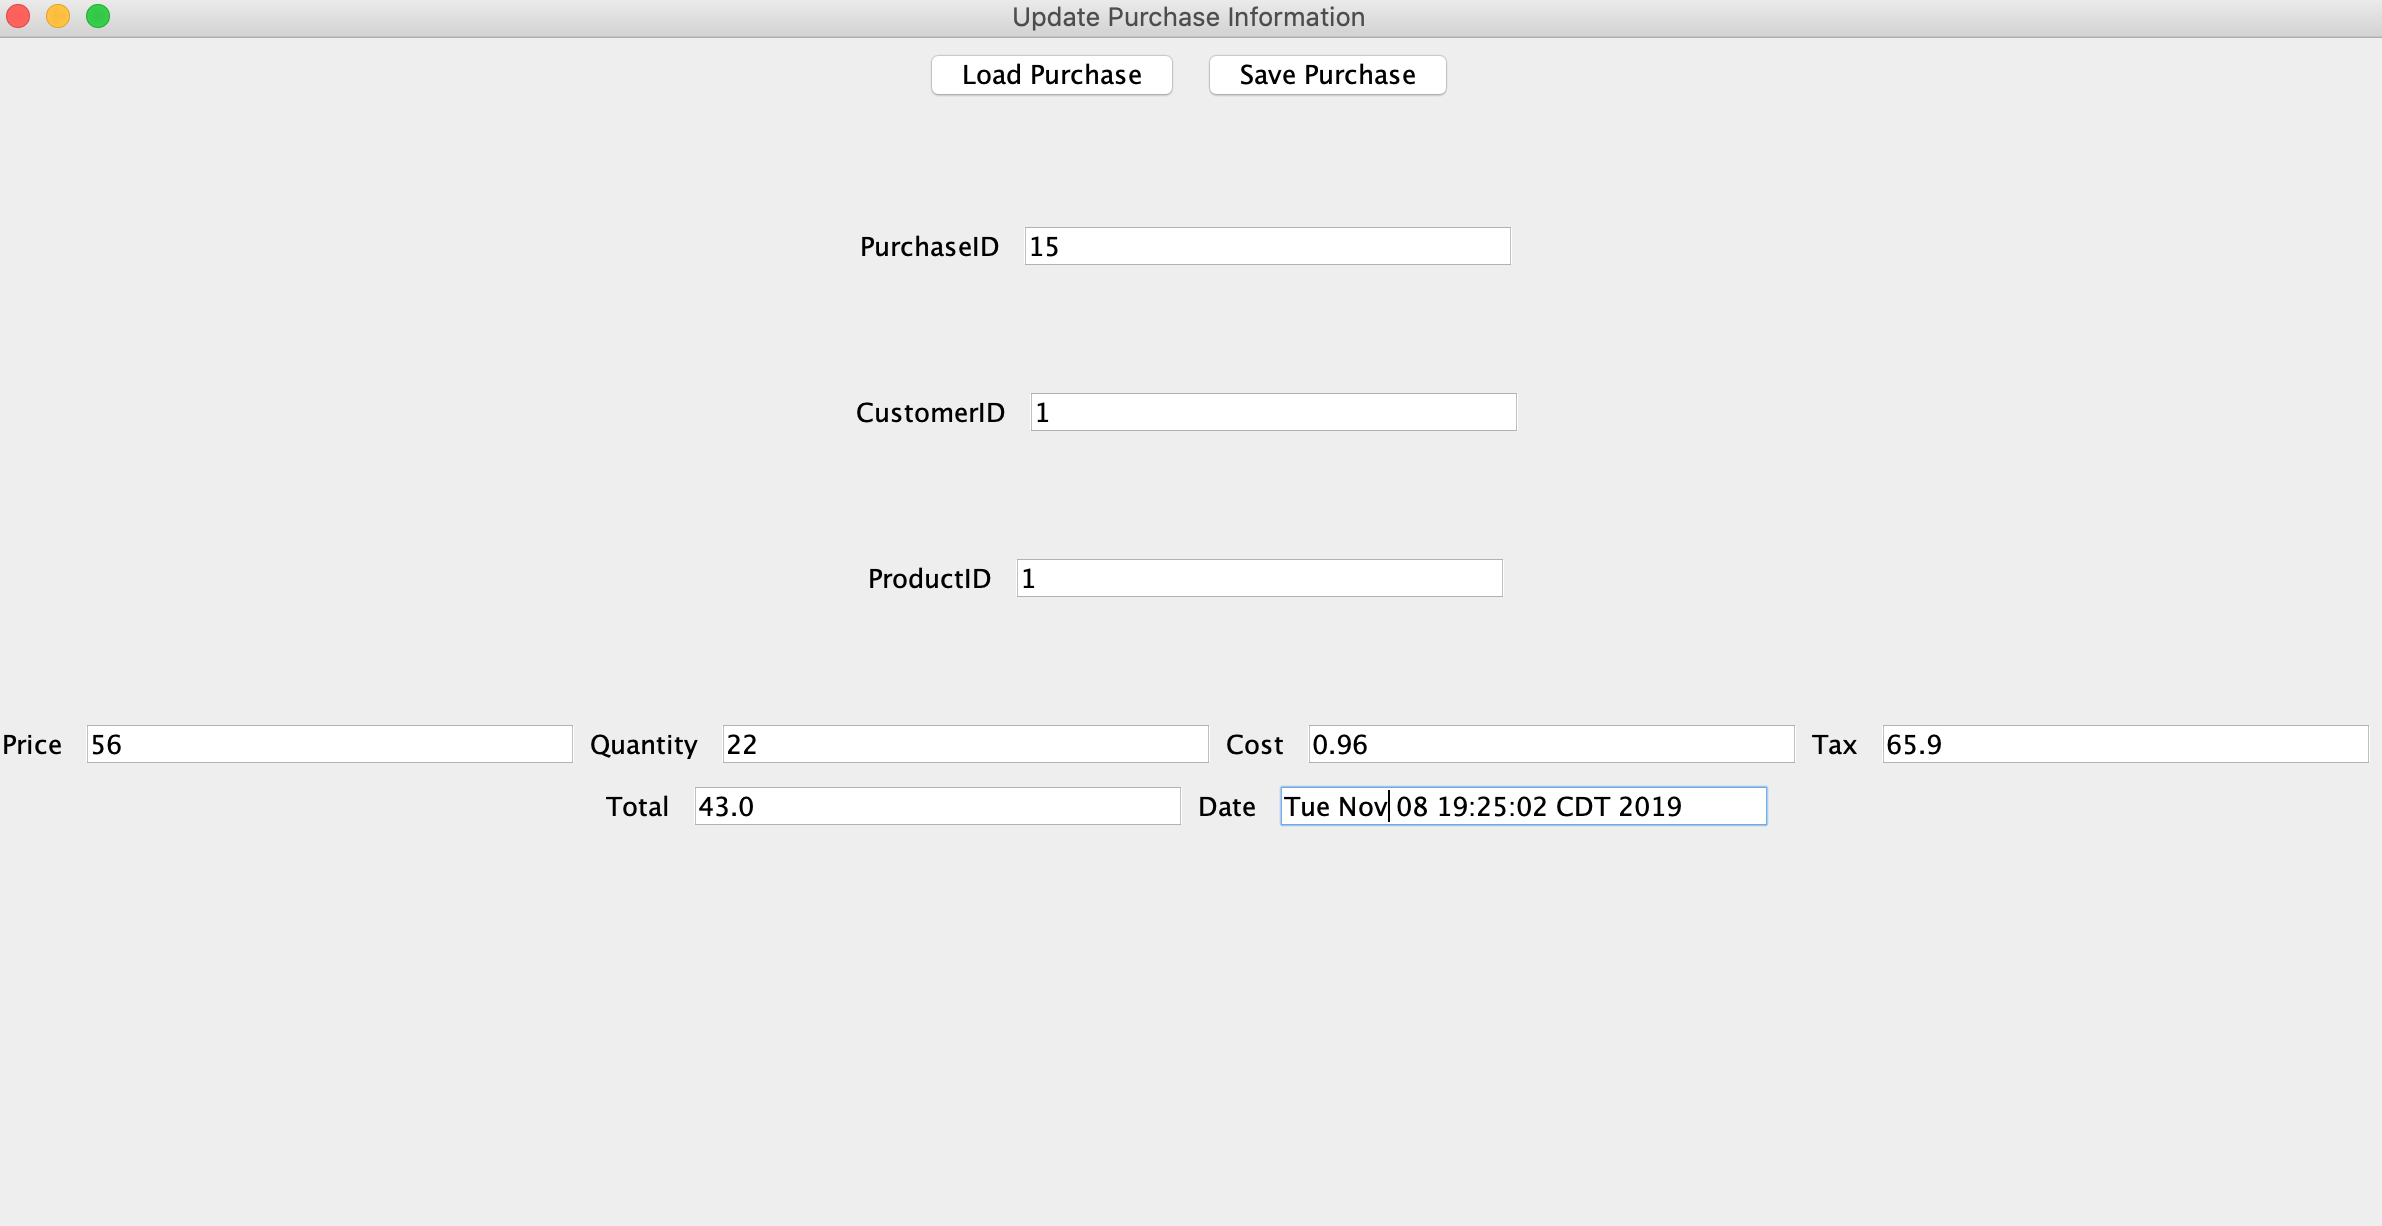 Update Purchase Information
Load Purchase Save Purchase
PurchaseID 15
CustomerID 1
ProductID 1
Price 56 Quantity 22 Cost 0.96 Tax 65.9
Total 43.0 Date Tue Nov 08 19:25:02 CDT 2019